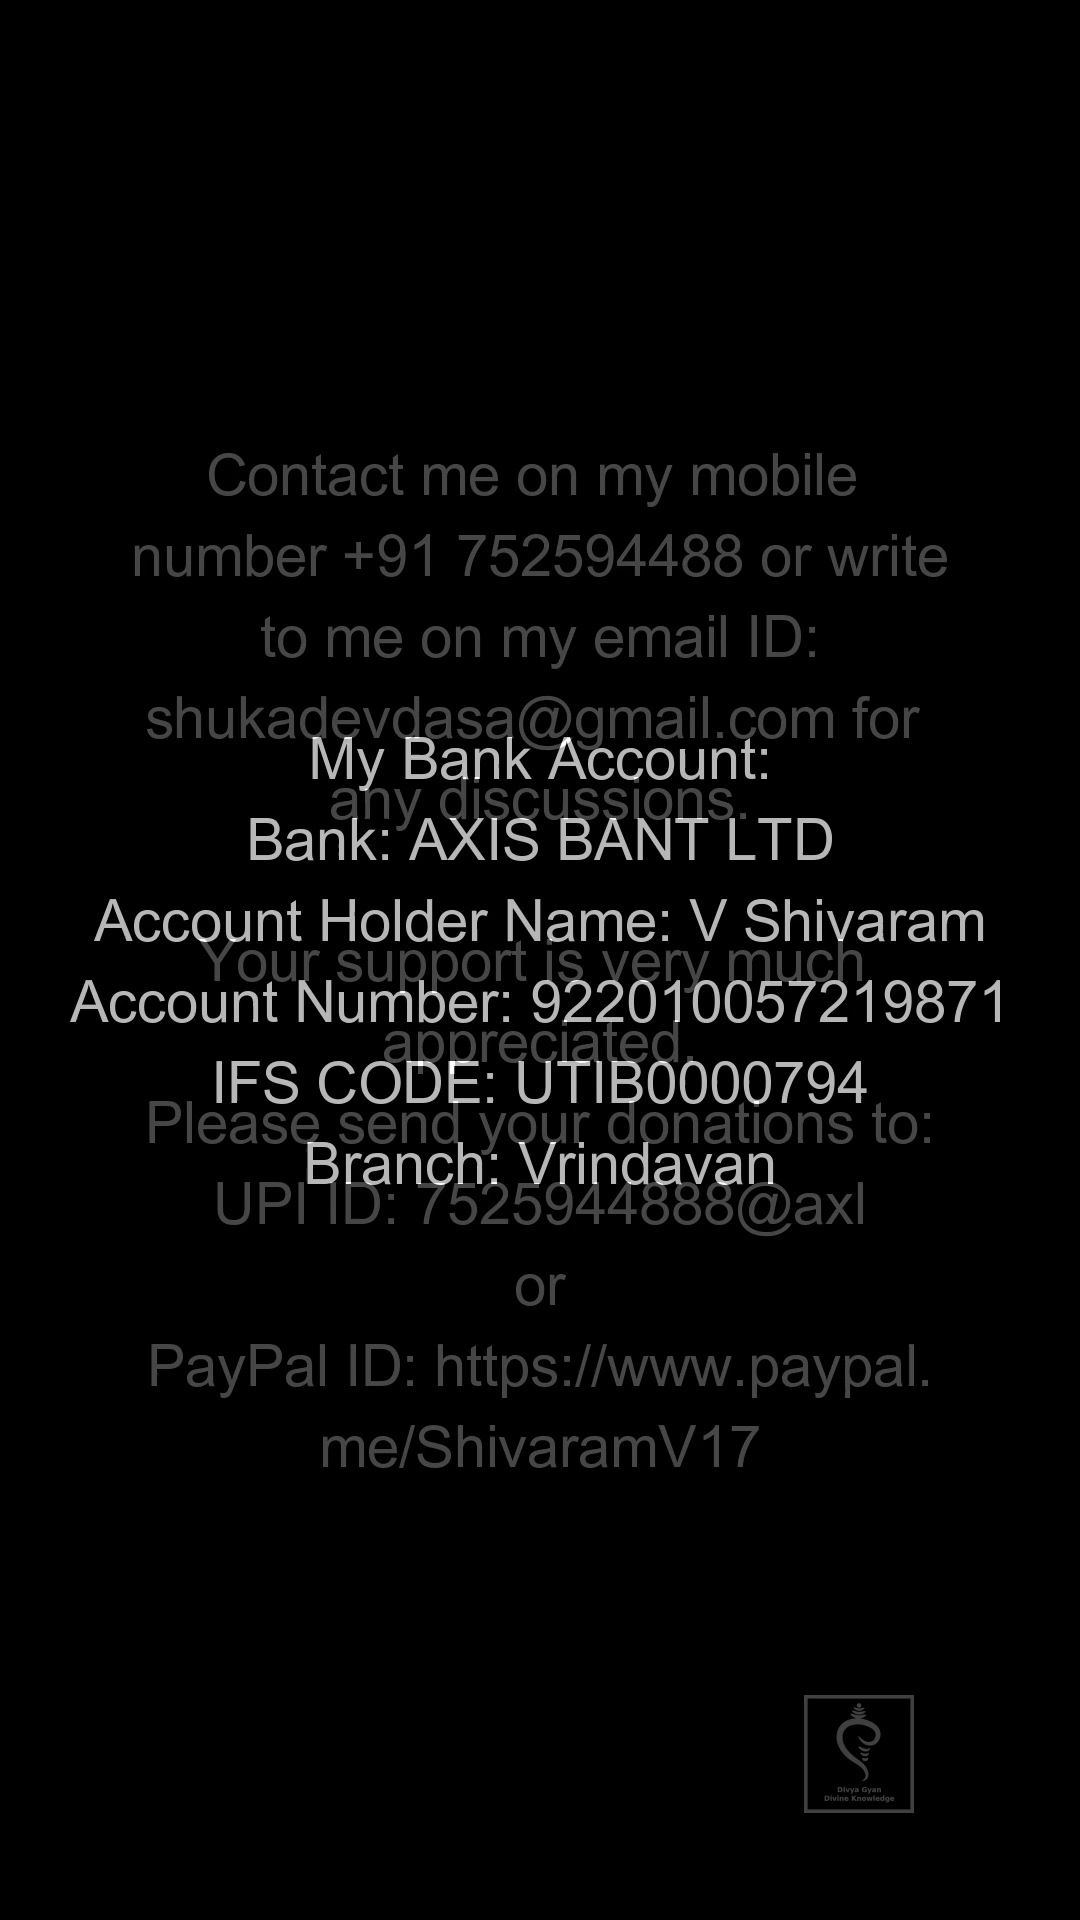 Contact me on my mobile
number +91 752594488 or write
to me on my email ID:
shukadevdasa@gmail.com for
any discussions.
Your support is very much
appreciated.
Please send your donations to:
UPI ID: 7525944888@axl
or
PayPal ID: https://www.paypal.
me/ShivaramV17
My Bank Account:
Bank: AXIS BANT LTD
Account Holder Name: V Shivaram
Account Number: 922010057219871
IFS CODE: UTIB0000794
Branch: Vrindavan
Divya Gyan
Divine Knowledge